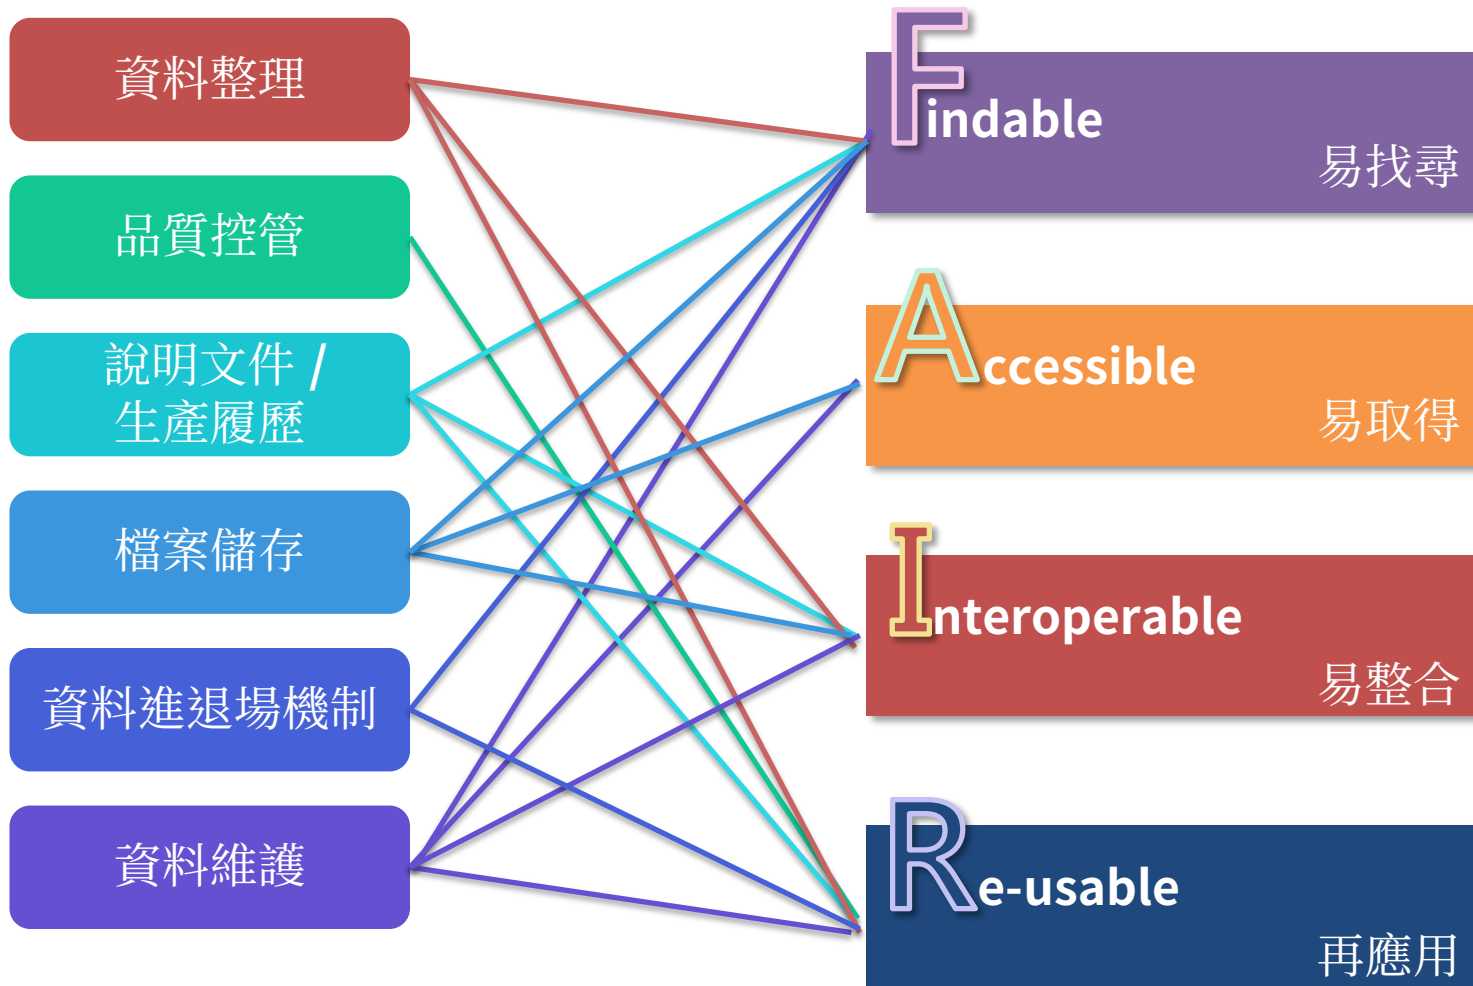 資料整理
品質控管
說明文件 /
生產履歷
檔案儲存
資料進退場機制
資料維護
Findable
易找尋
Accessible
易取得
Interoperable
易整合
Re-usable
再應用